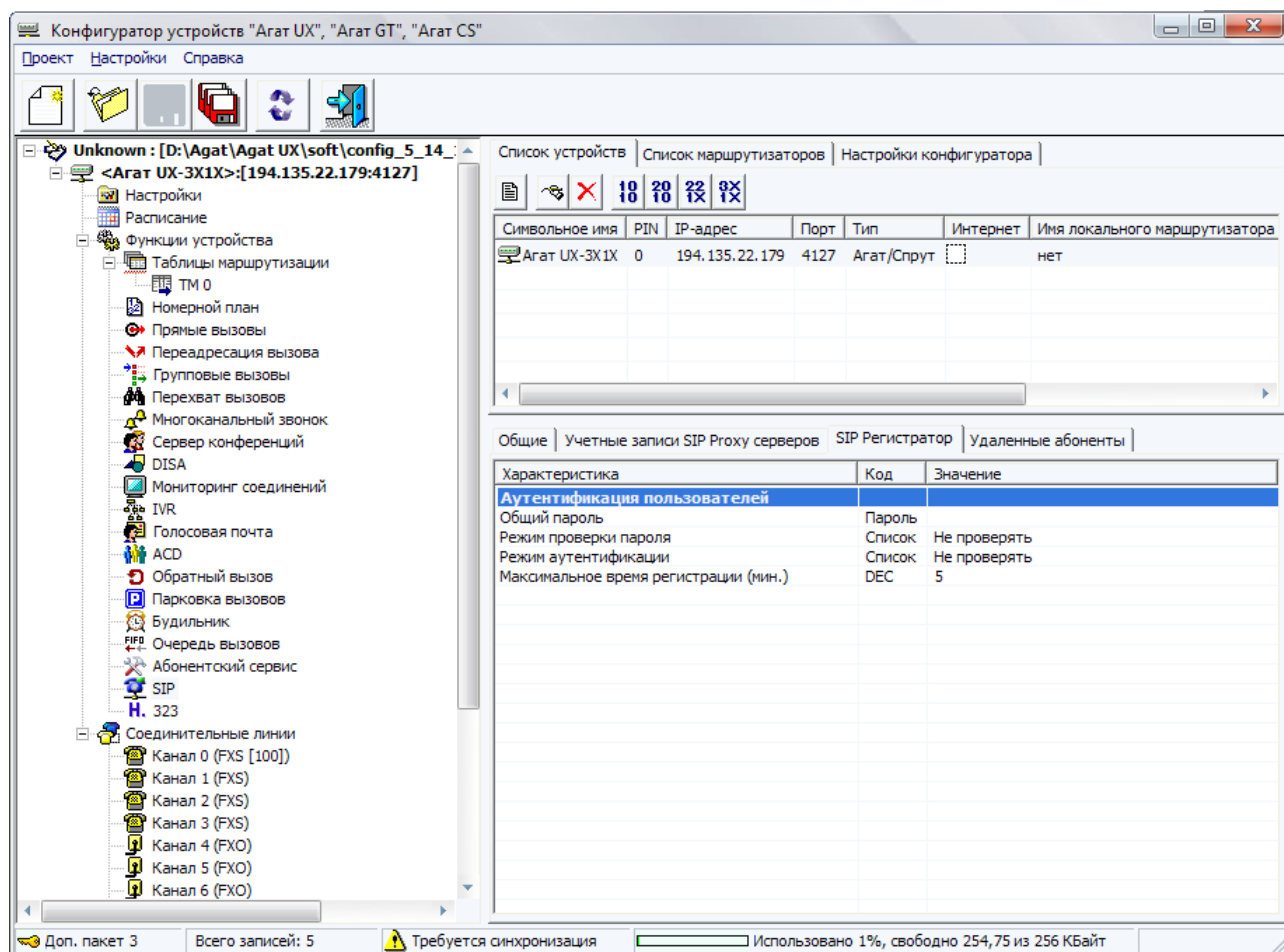 Конфигуратор устройств "Агат UX", "Агат GT", "Агат CS"
Проект Настройки Справка
Unknown : [D:\Agat\Agat UX\soft\config_5_14_
<Агат UX-3X1X>:[194.135.22.179:4127]
Настройки
Расписание
Функции устройства
Таблицы маршрутизации
ТМ 0
Номерной план
Прямые вызовы
Переадресация вызова
Групповые вызовы
Перехват вызовов
Многоканальный звонок
Сервер конференций
DISA
Мониторинг соединений
IVR
Голосовая почта
ACD
Обратный вызов
Парковка вызовов
Будильник
FIFO Очередь вызовов
Абонентский сервис
SIP
H. 323
Соединительные линии
Канал 0 (FXS [100])
Канал 1 (FXS)
Канал 2 (FXS)
Канал 3 (FXS)
Канал 4 (FXO)
Канал 5 (FXO)
Канал 6 (FXO)
Список устройств Список маршрутизаторов Настройки конфигуратора
10 10 20 10 22 1X 3X 1X
Символьное имя PIN IP-адрес Порт Тип Интернет Имя локального маршрутизатора
Агат UX-3X1X 0 194.135.22.179 4127 Агат/Спрут нет
Общие Учетные записи SIP Proxy серверов SIP Регистратор Удаленные абоненты
Характеристика Код Значение
Аутентификация пользователей
Общий пароль Пароль
Режим проверки пароля Список Не проверять
Режим аутентификации Список Не проверять
Максимальное время регистрации (мин.) DEC 5
Доп. пакет 3 Всего записей: 5 Требуется синхронизация Использовано 1%, свободно 254,75 из 256 КБайт